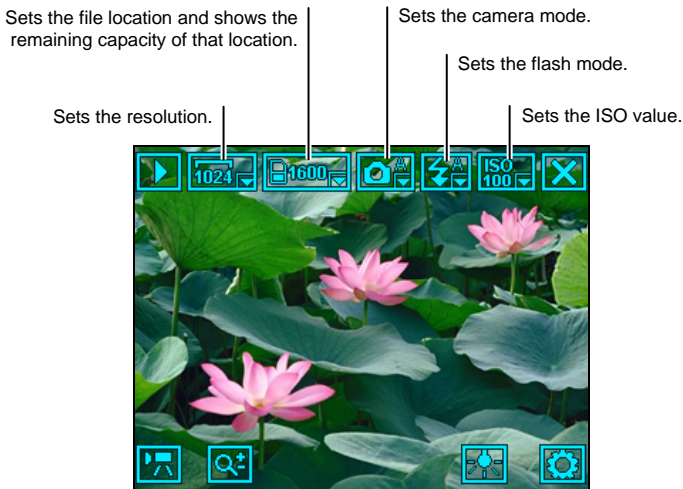 Sets the file location and shows the
remaining capacity of that location.
Sets the camera mode.
Sets the flash mode.
Sets the resolution.
Sets the ISO value.
1024
1600
A
A
ISO
100